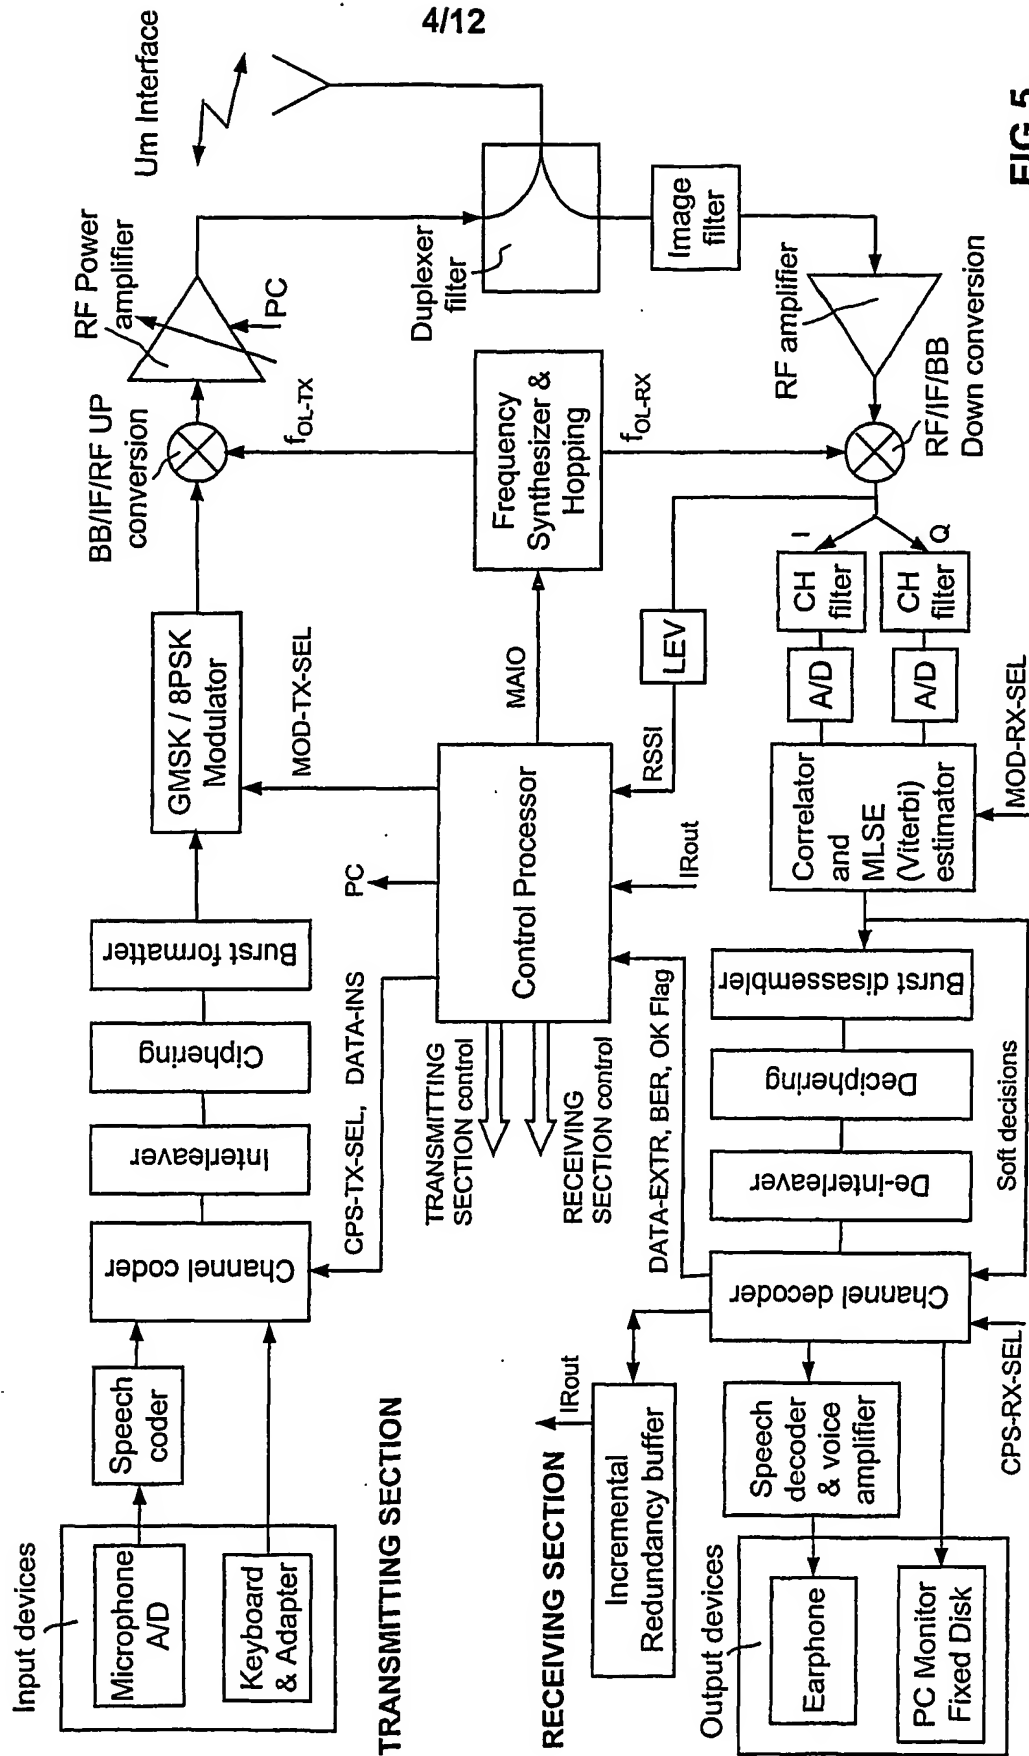 4/12
Um Interface
RF Power
amplifier
PC
BB/IF/RF UP
conversion
fOL-TX
Duplexer
filter
Image
filter
RF amplifier
Frequency
Synthesizer &
Hopping
fOL-RX
RF/IF/BB
Down conversion
GMSK / 8PSK
Modulator
MOD-TX-SEL
MAIO
LEV
RSSI
I
Q
CH
filter
CH
filter
A/D
A/D
Correlator
and
MLSE
(Viterbi)
estimator
MOD-RX-SEL
Control Processor
PC
IRout
Burst formatter
Ciphering
Interleaver
Channel coder
CPS-TX-SEL, DATA-INS
TRANSMITTING
SECTION control
RECEIVING
SECTION control
DATA-EXTR, BER, OK Flag
Burst disassembler
Deciphering
De-interleaver
Channel decoder
Soft decisions
CPS-RX-SEL
Speech
coder
Input devices
Microphone
A/D
Keyboard
& Adapter
TRANSMITTING SECTION
RECEIVING SECTION
IRout
Incremental
Redundancy buffer
Speech
decoder
& voice
amplifier
Output devices
Earphone
PC Monitor
Fixed Disk
FIG 5